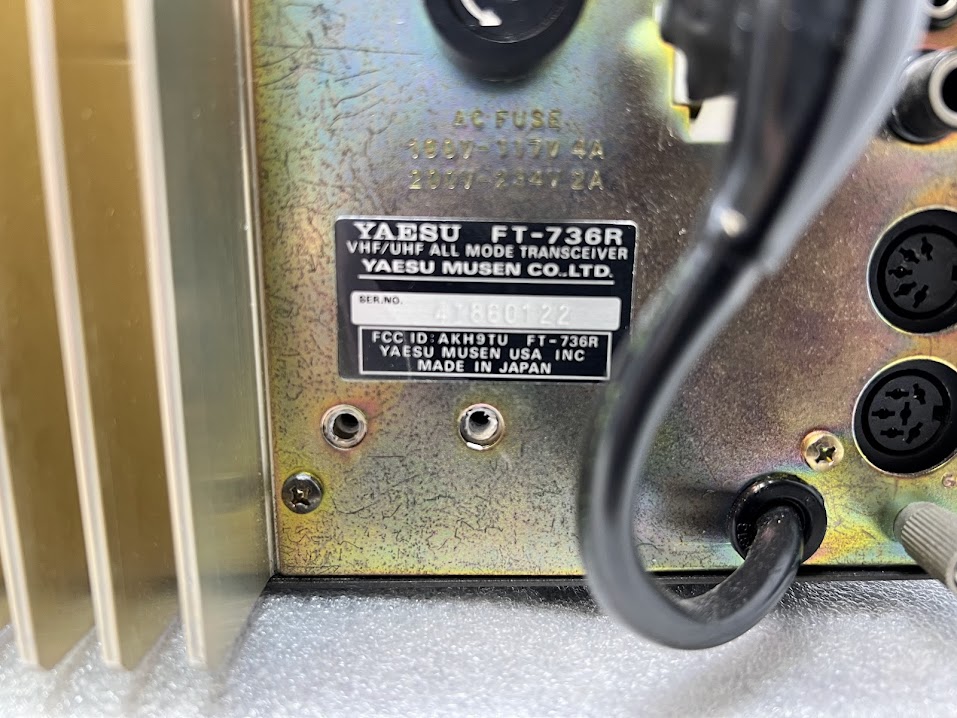 AC FUSE
100V-117V 4A
200V-234V 2A
YAESU FT-736R
VHF/UHF ALL MODE TRANSCEIVER
YAESU MUSEN CO.,LTD.
SER.NO.
4I860122
FCC ID:AKH9TU FT-736R
YAESU MUSEN USA INC
MADE IN JAPAN